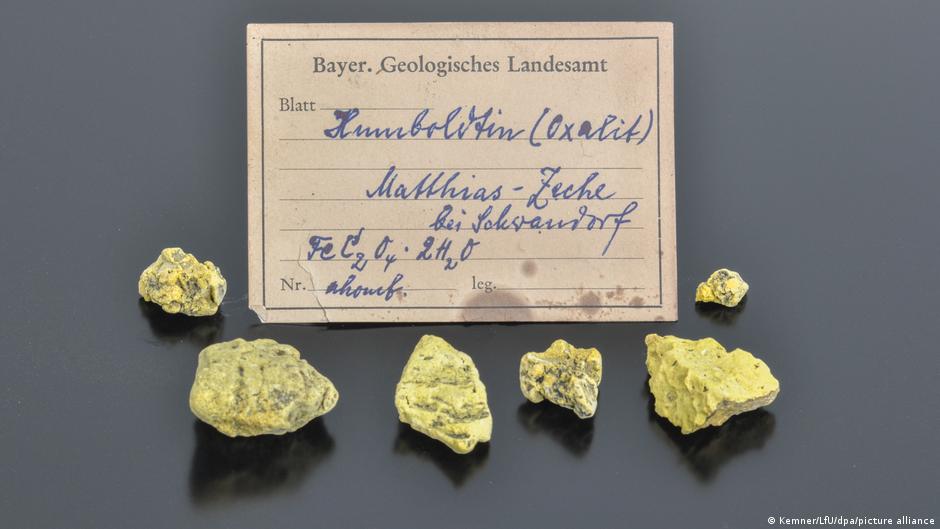 Bayer. Geologisches Landesamt
Blatt Humboldtin (Oxalit)
Matthias-Zeche
bei Schwandorf
FeC₂O₄·2H₂O
Nr. rhomb. leg.
© Kemner/LfU/dpa/picture alliance